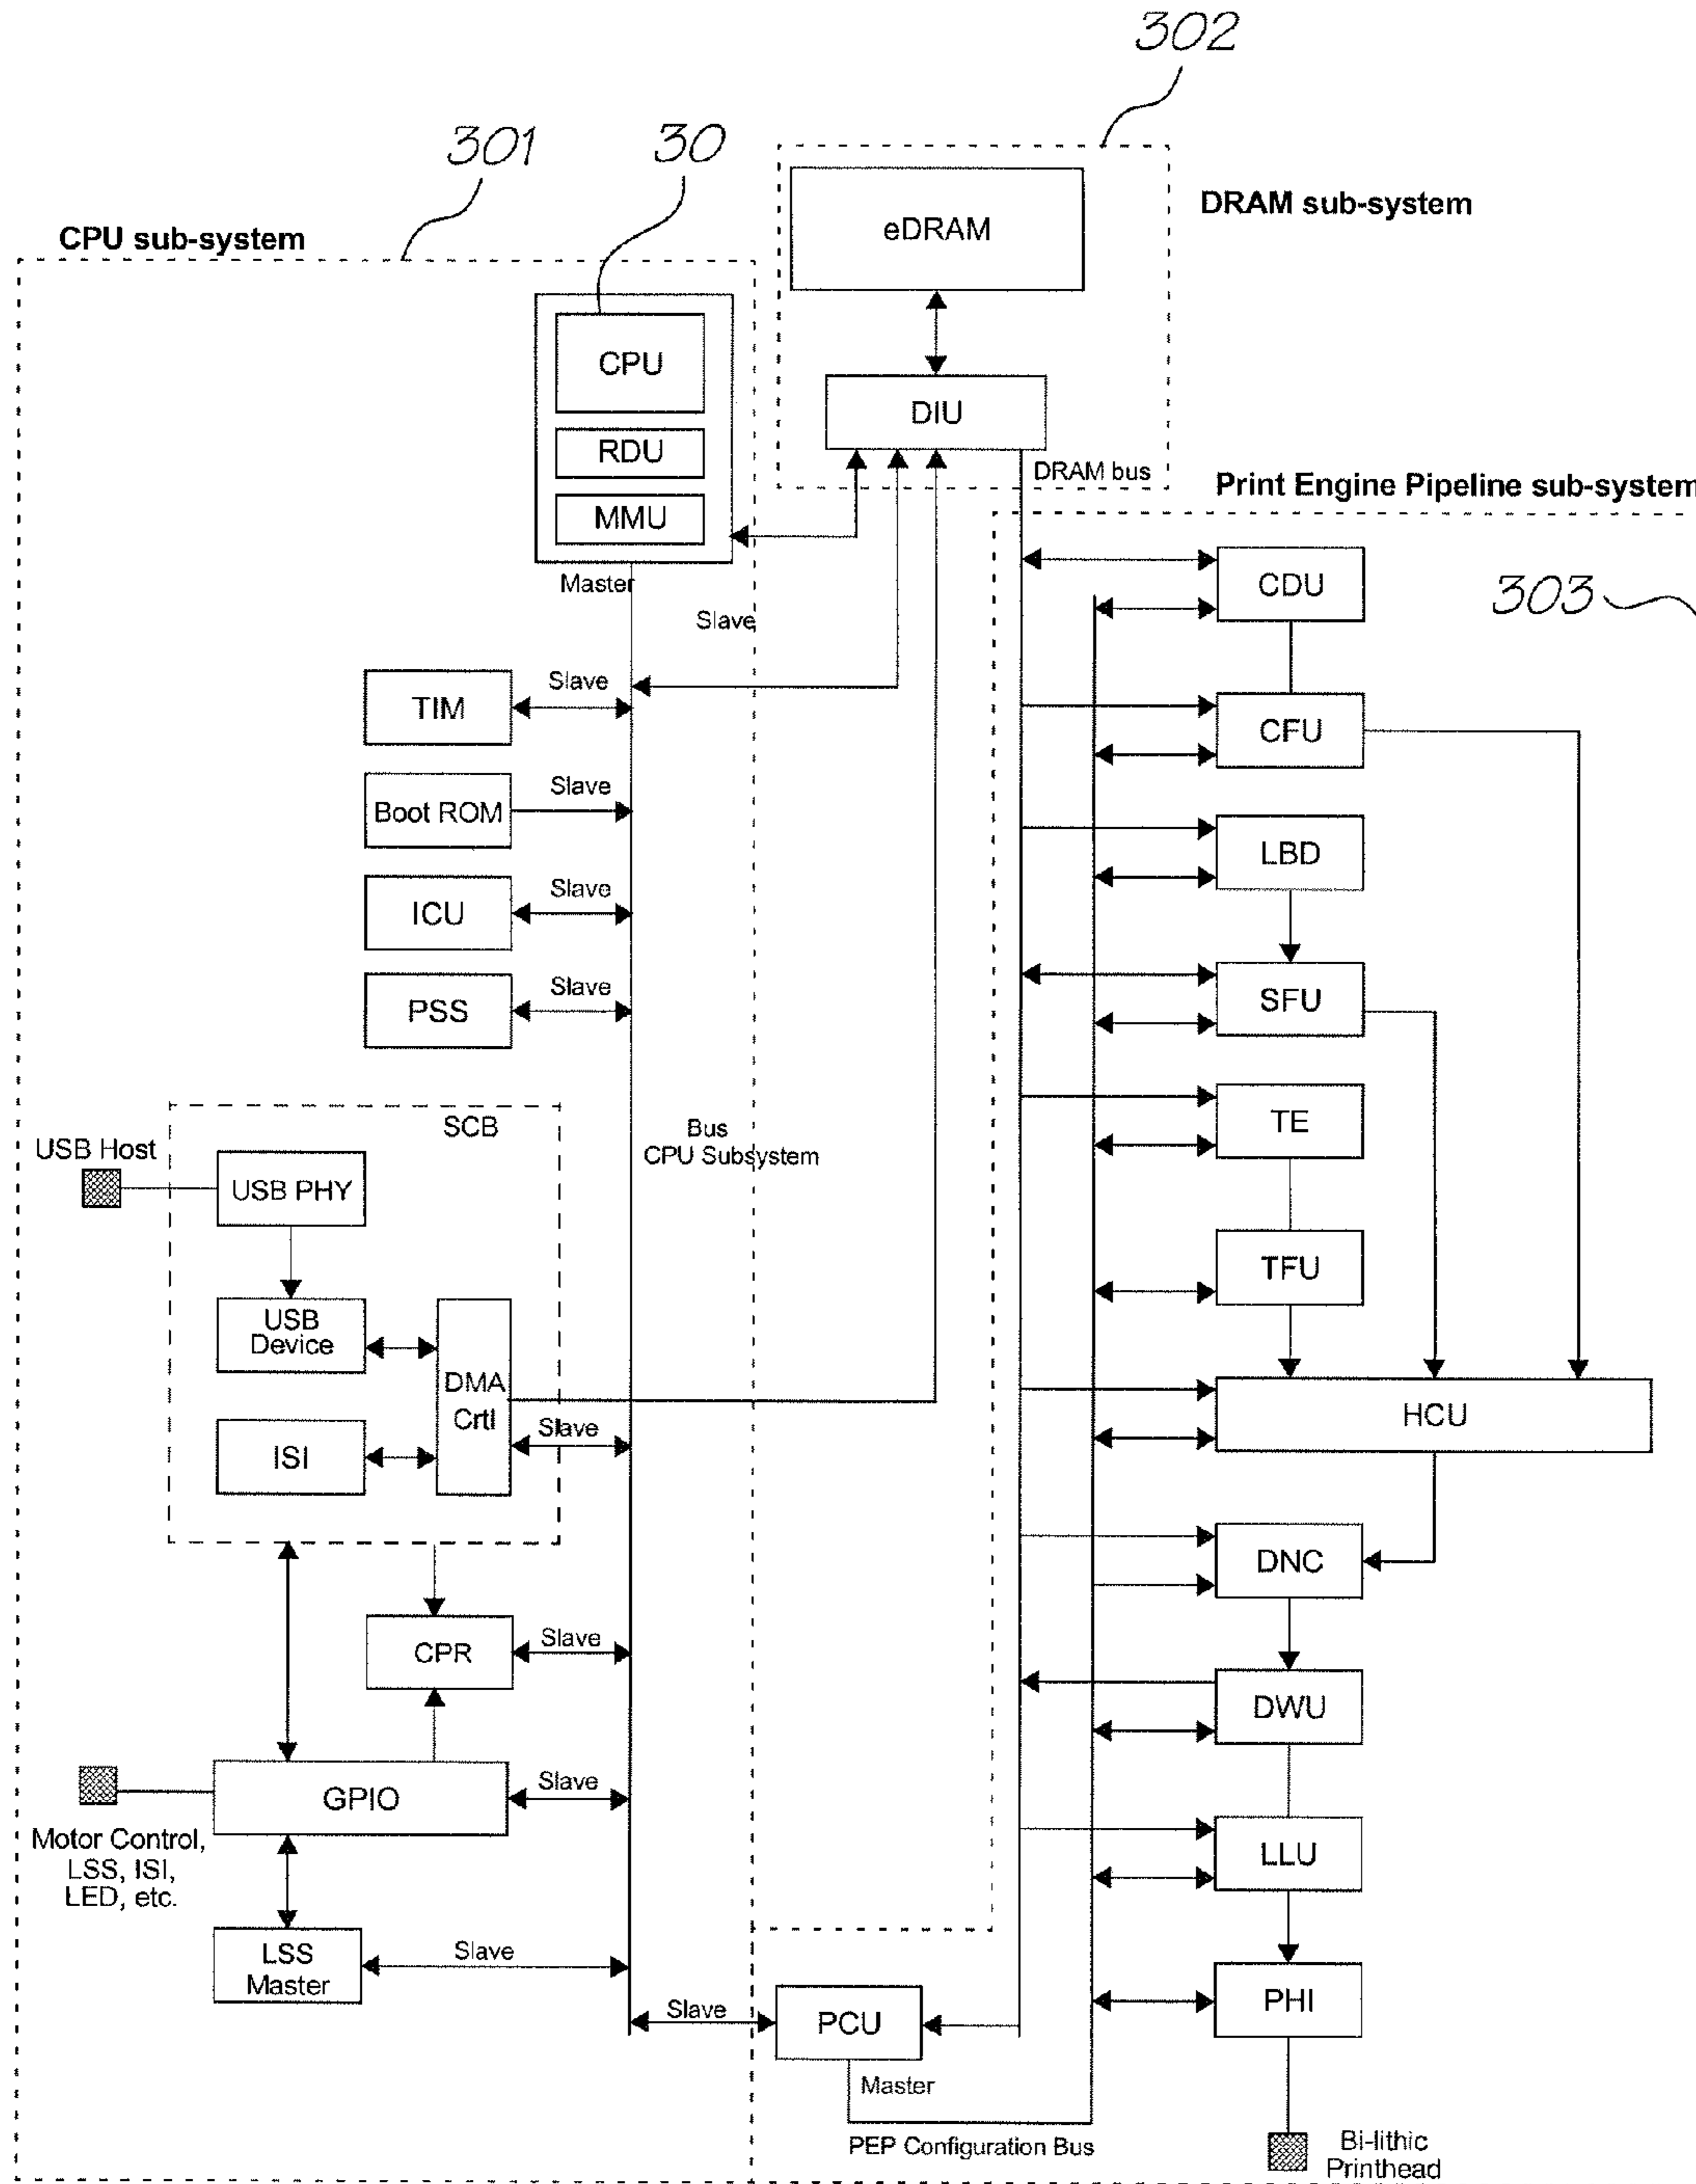 302
301
30
DRAM sub-system
CPU sub-system
eDRAM
CPU
RDU
MMU
DIU
DRAM bus
Print Engine Pipeline sub-system
Master
Slave
CDU
303
TIM
Slave
CFU
Boot ROM
Slave
LBD
ICU
Slave
PSS
Slave
SFU
SCB
TE
Bus
CPU Subsystem
USB Host
USB PHY
TFU
USB
Device
DMA
Crtl
Slave
HCU
ISI
DNC
CPR
Slave
DWU
GPIO
Slave
Motor Control,
LSS, ISI,
LED, etc.
LLU
LSS
Master
Slave
PHI
Slave
PCU
Master
PEP Configuration Bus
Bi-lithic
Printhead